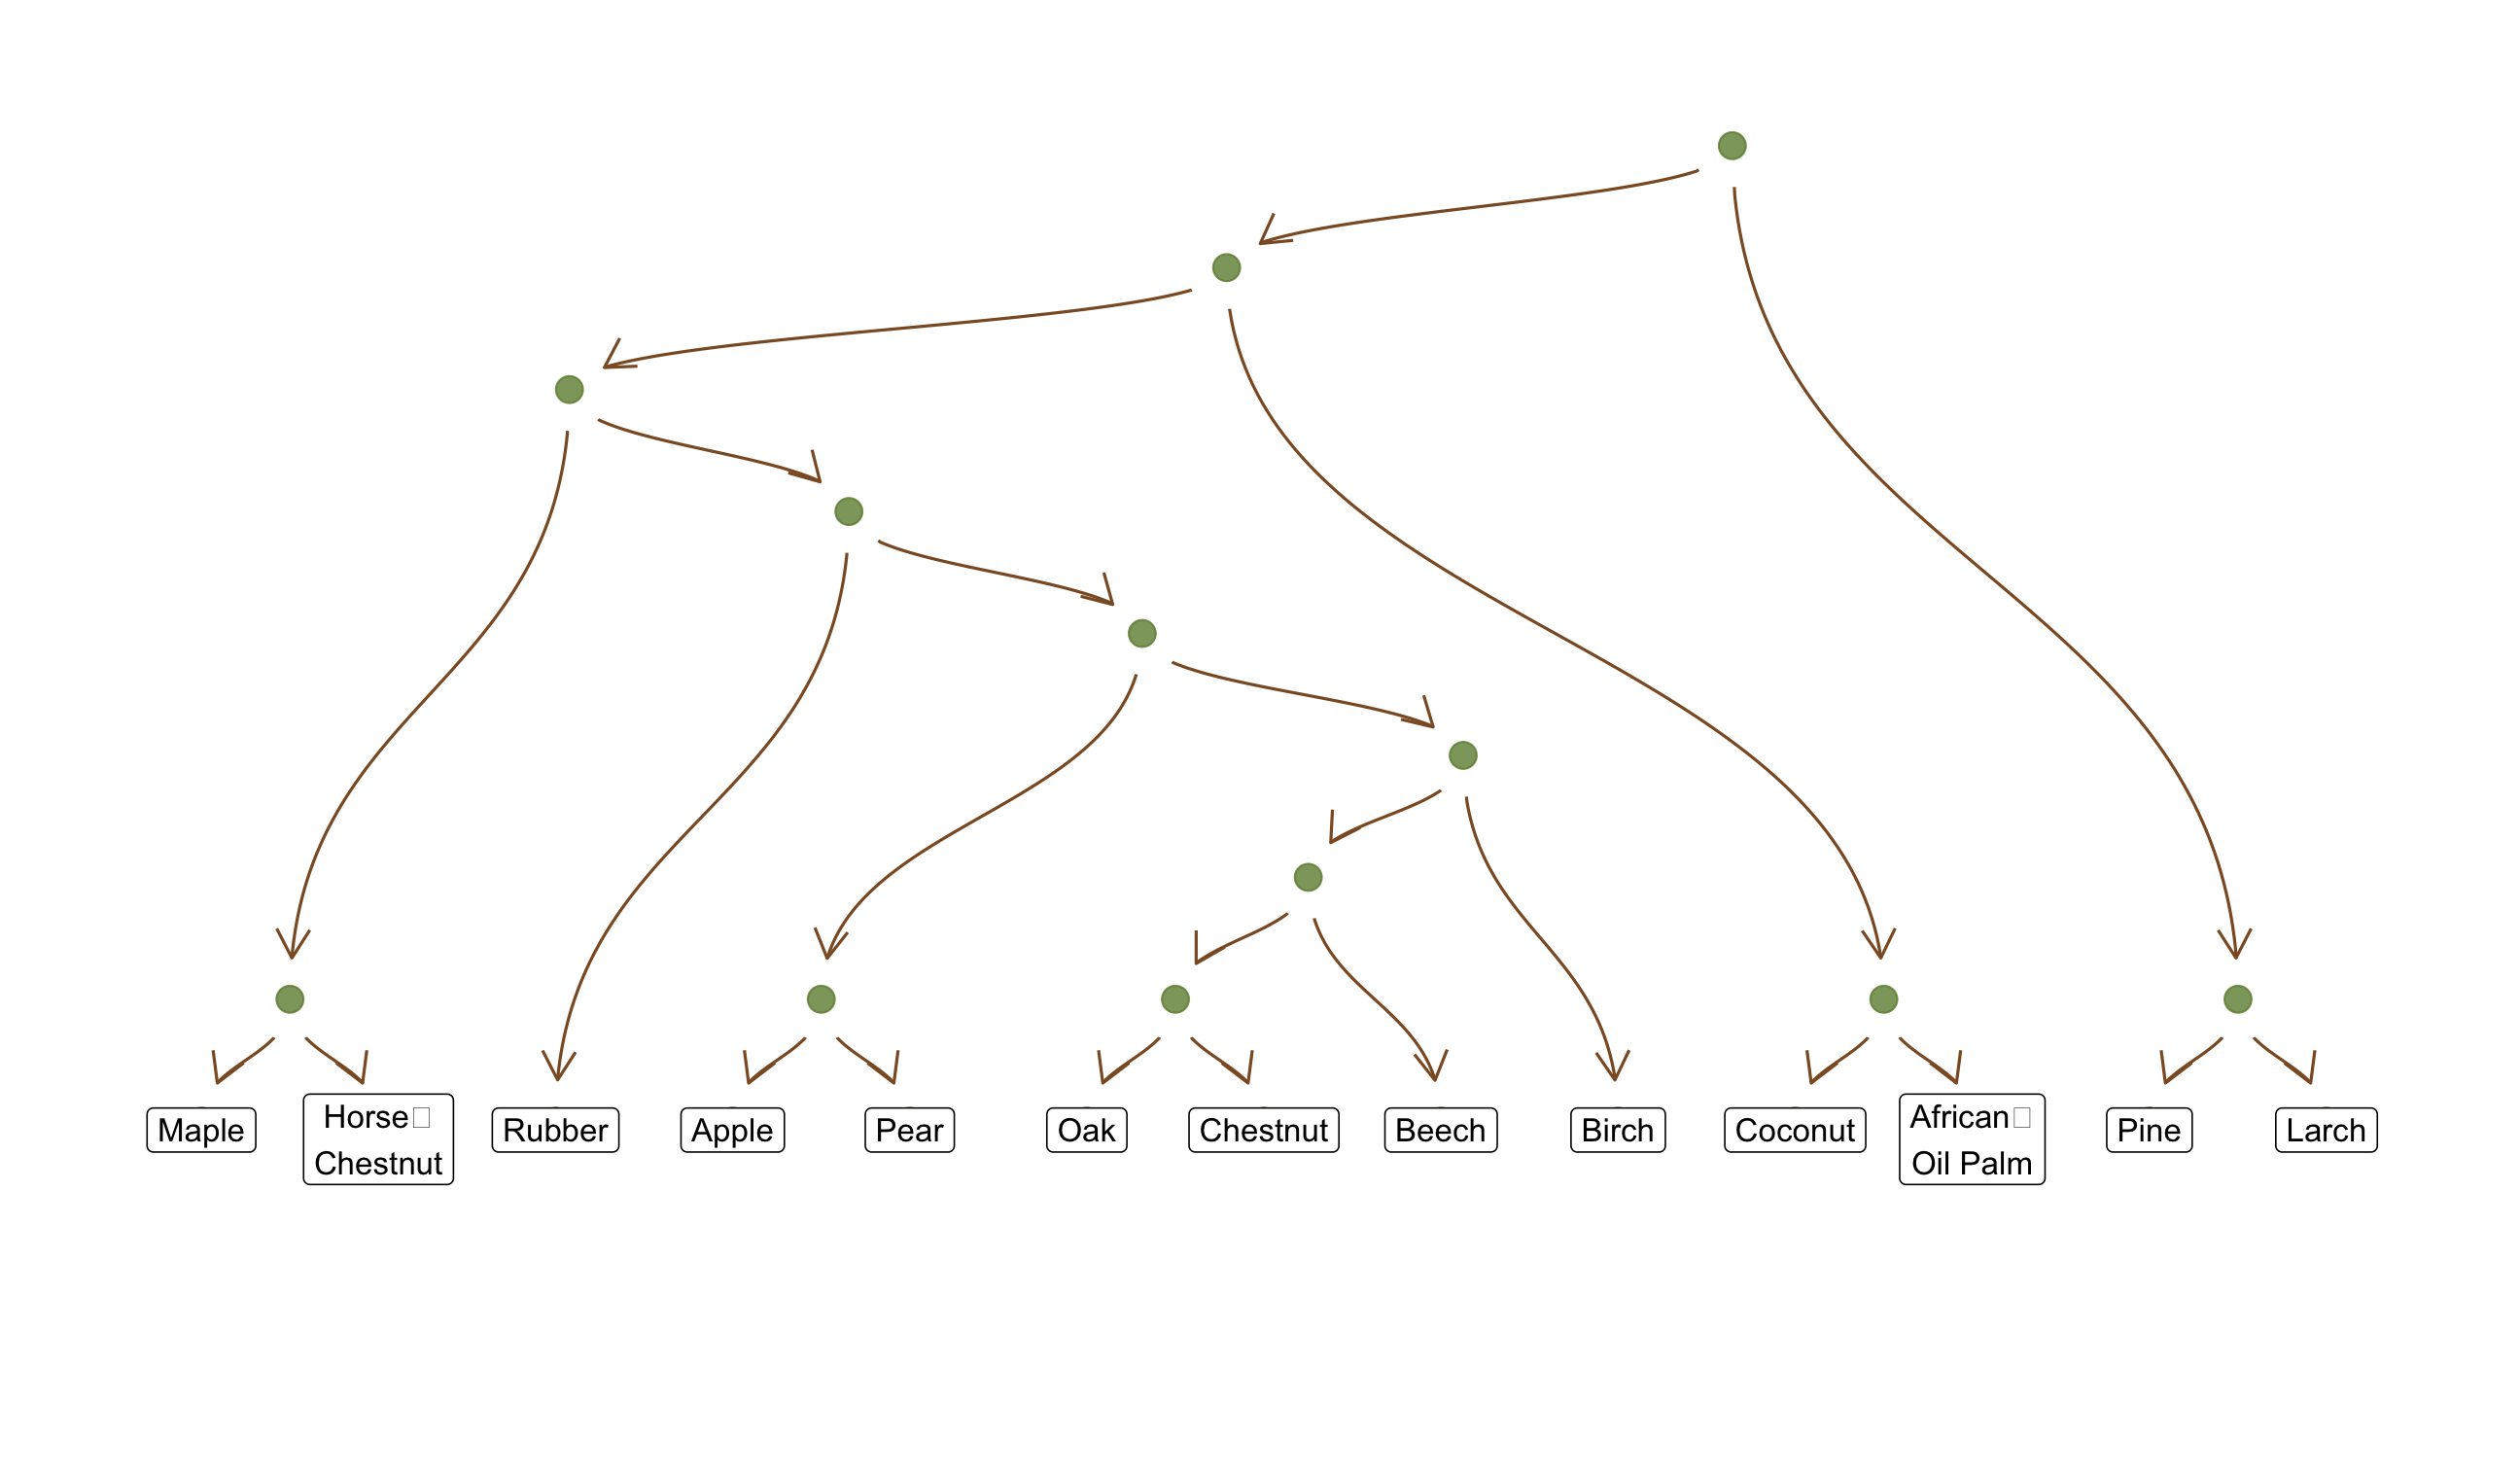 Maple
Horse
Chestnut
Rubber
Apple
Pear
Oak
Chestnut
Beech
Birch
Coconut
African
Oil Palm
Pine
Larch